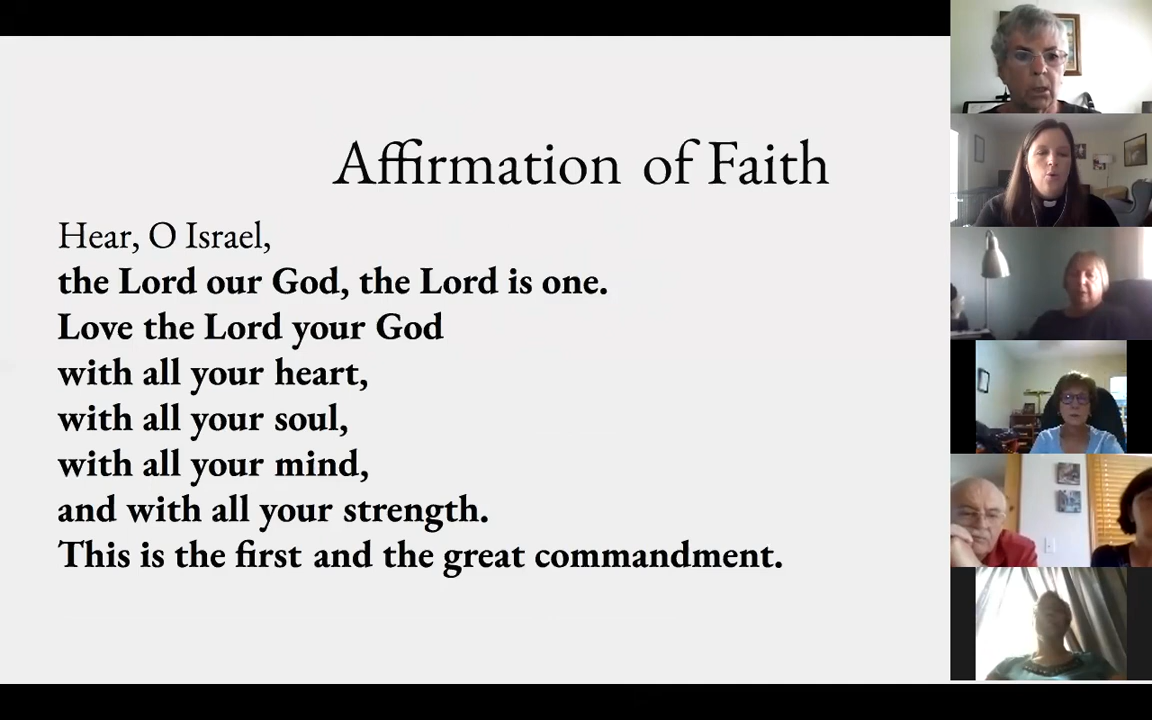 Affirmation of Faith
Hear, O Israel,
the Lord our God, the Lord is one.
Love the Lord your God
with all your heart,
with all your soul,
with all your mind,
and with all your strength.
This is the first and the great commandment.